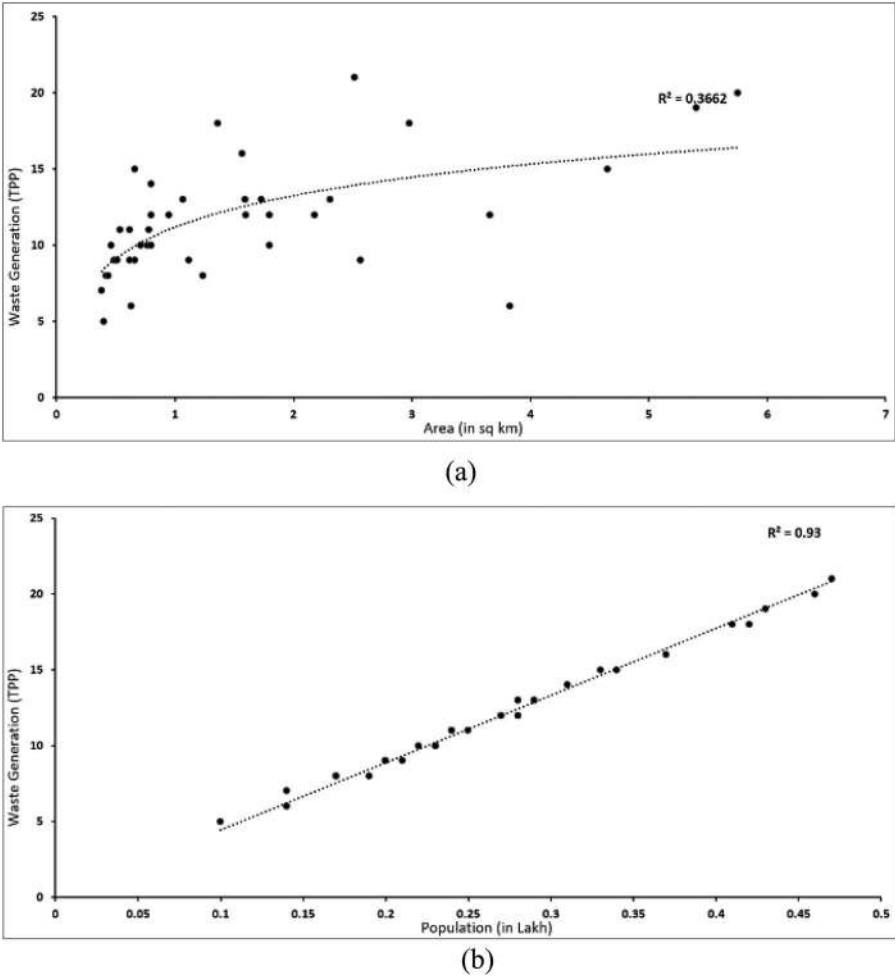 25
20
15
10
5
0
Waste Generation (TPP)
R² = 0.3662
0 1 2 3 4 5 6 7
Area (in sq km)
(a)
25
20
15
10
5
0
Waste Generation (TPP)
R² = 0.93
0 0.05 0.1 0.15 0.2 0.25 0.3 0.35 0.4 0.45 0.5
Population (in Lakh)
(b)